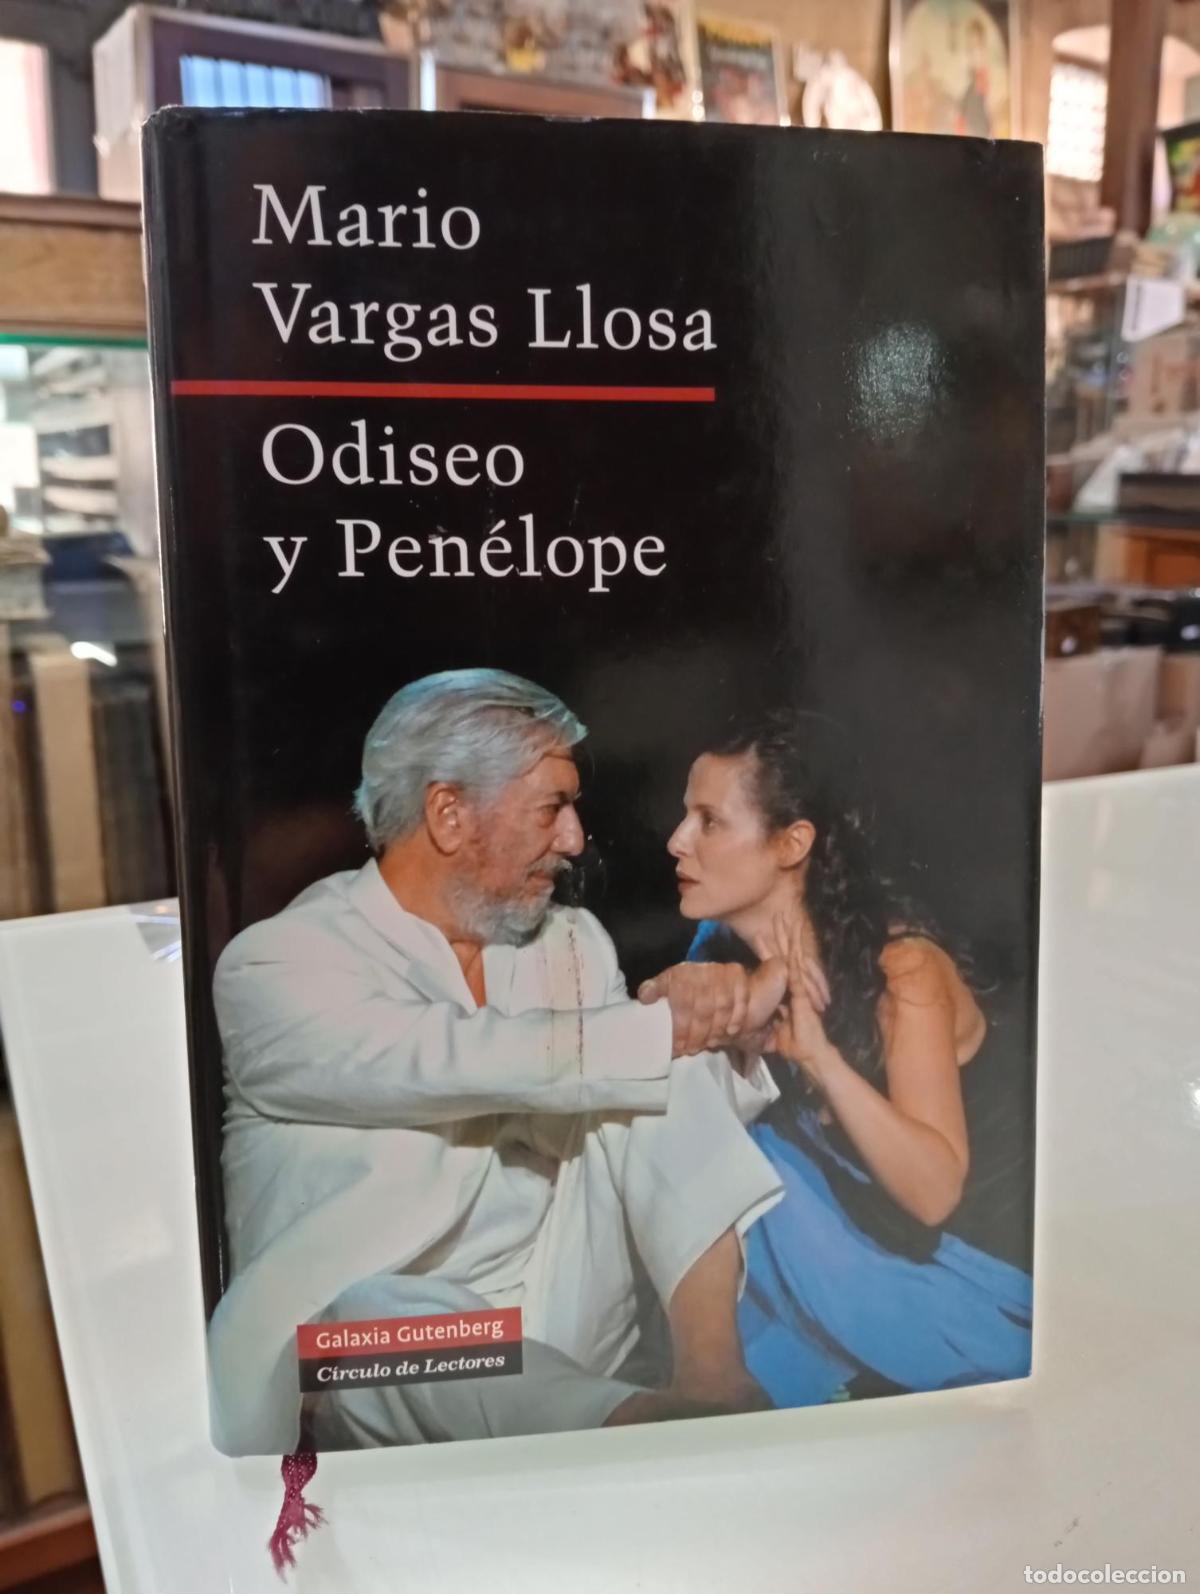 Mario
Vargas Llosa
Odiseo
y Penélope
Galaxia Gutenberg
Círculo de Lectores
todocoleccion